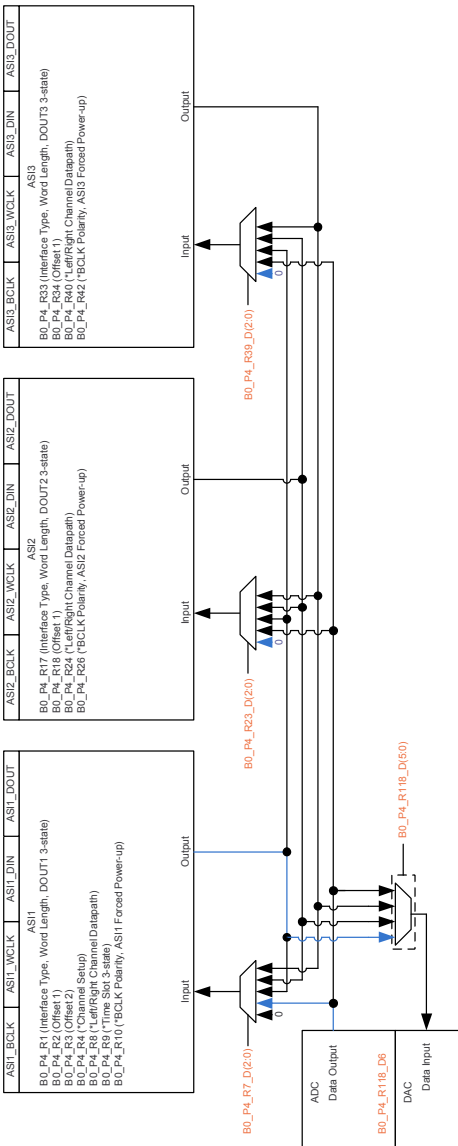 ASI1_BCLK ASI1_WCLK ASI1_DIN ASI1_DOUT
ASI1
B0_P4_R1 (Interface Type, Word Length, DOUT1 3-state)
B0_P4_R2 (Offset 1)
B0_P4_R3 (Offset2)
B0_P4_R4 (*Channel Setup)
B0_P4_R8 (*Left/Right Channel Datapath)
B0_P4_R9 (*Time Slot 3-state)
B0_P4_R10 (*BCLK Polarity, ASI1 Forced Power-up)
Input
Output
ASI2_BCLK ASI2_WCLK ASI2_DIN ASI2_DOUT
ASI2
B0_P4_R17 (Interface Type, Word Length, DOUT2 3-state)
B0_P4_R18 (Offset 1)
B0_P4_R24 (*Left/Right Channel Datapath)
B0_P4_R26 (*BCLK Polarity, ASI2 Forced Power-up)
Input
Output
ASI3_BCLK ASI3_WCLK ASI3_DIN ASI3_DOUT
ASI3
B0_P4_R33 (Interface Type, Word Length, DOUT3 3-state)
B0_P4_R34 (Offset 1)
B0_P4_R40 (*Left/Right Channel Datapath)
B0_P4_R42 (*BCLK Polarity, ASI3 Forced Power-up)
Input
Output
B0_P4_R7_D(2:0)
0
B0_P4_R23_D(2:0)
0
B0_P4_R39_D(2:0)
0
ADC
Data Output
B0_P4_R118_D6
DAC
Data Input
B0_P4_R118_D(5:0)